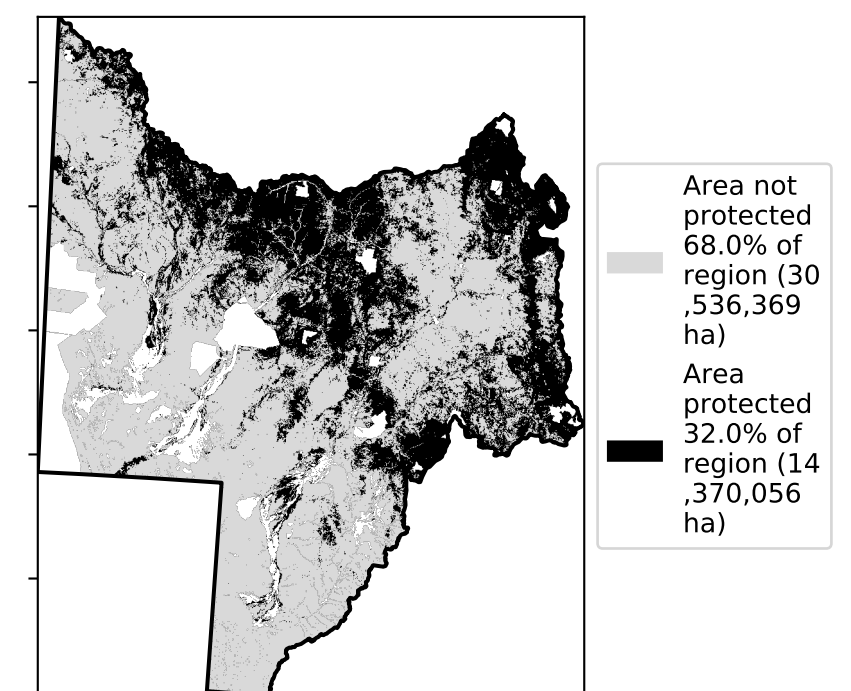 Area not
protected
68.0% of
region (30
,536,369
ha)
Area
protected
32.0% of
region (14
,370,056
ha)